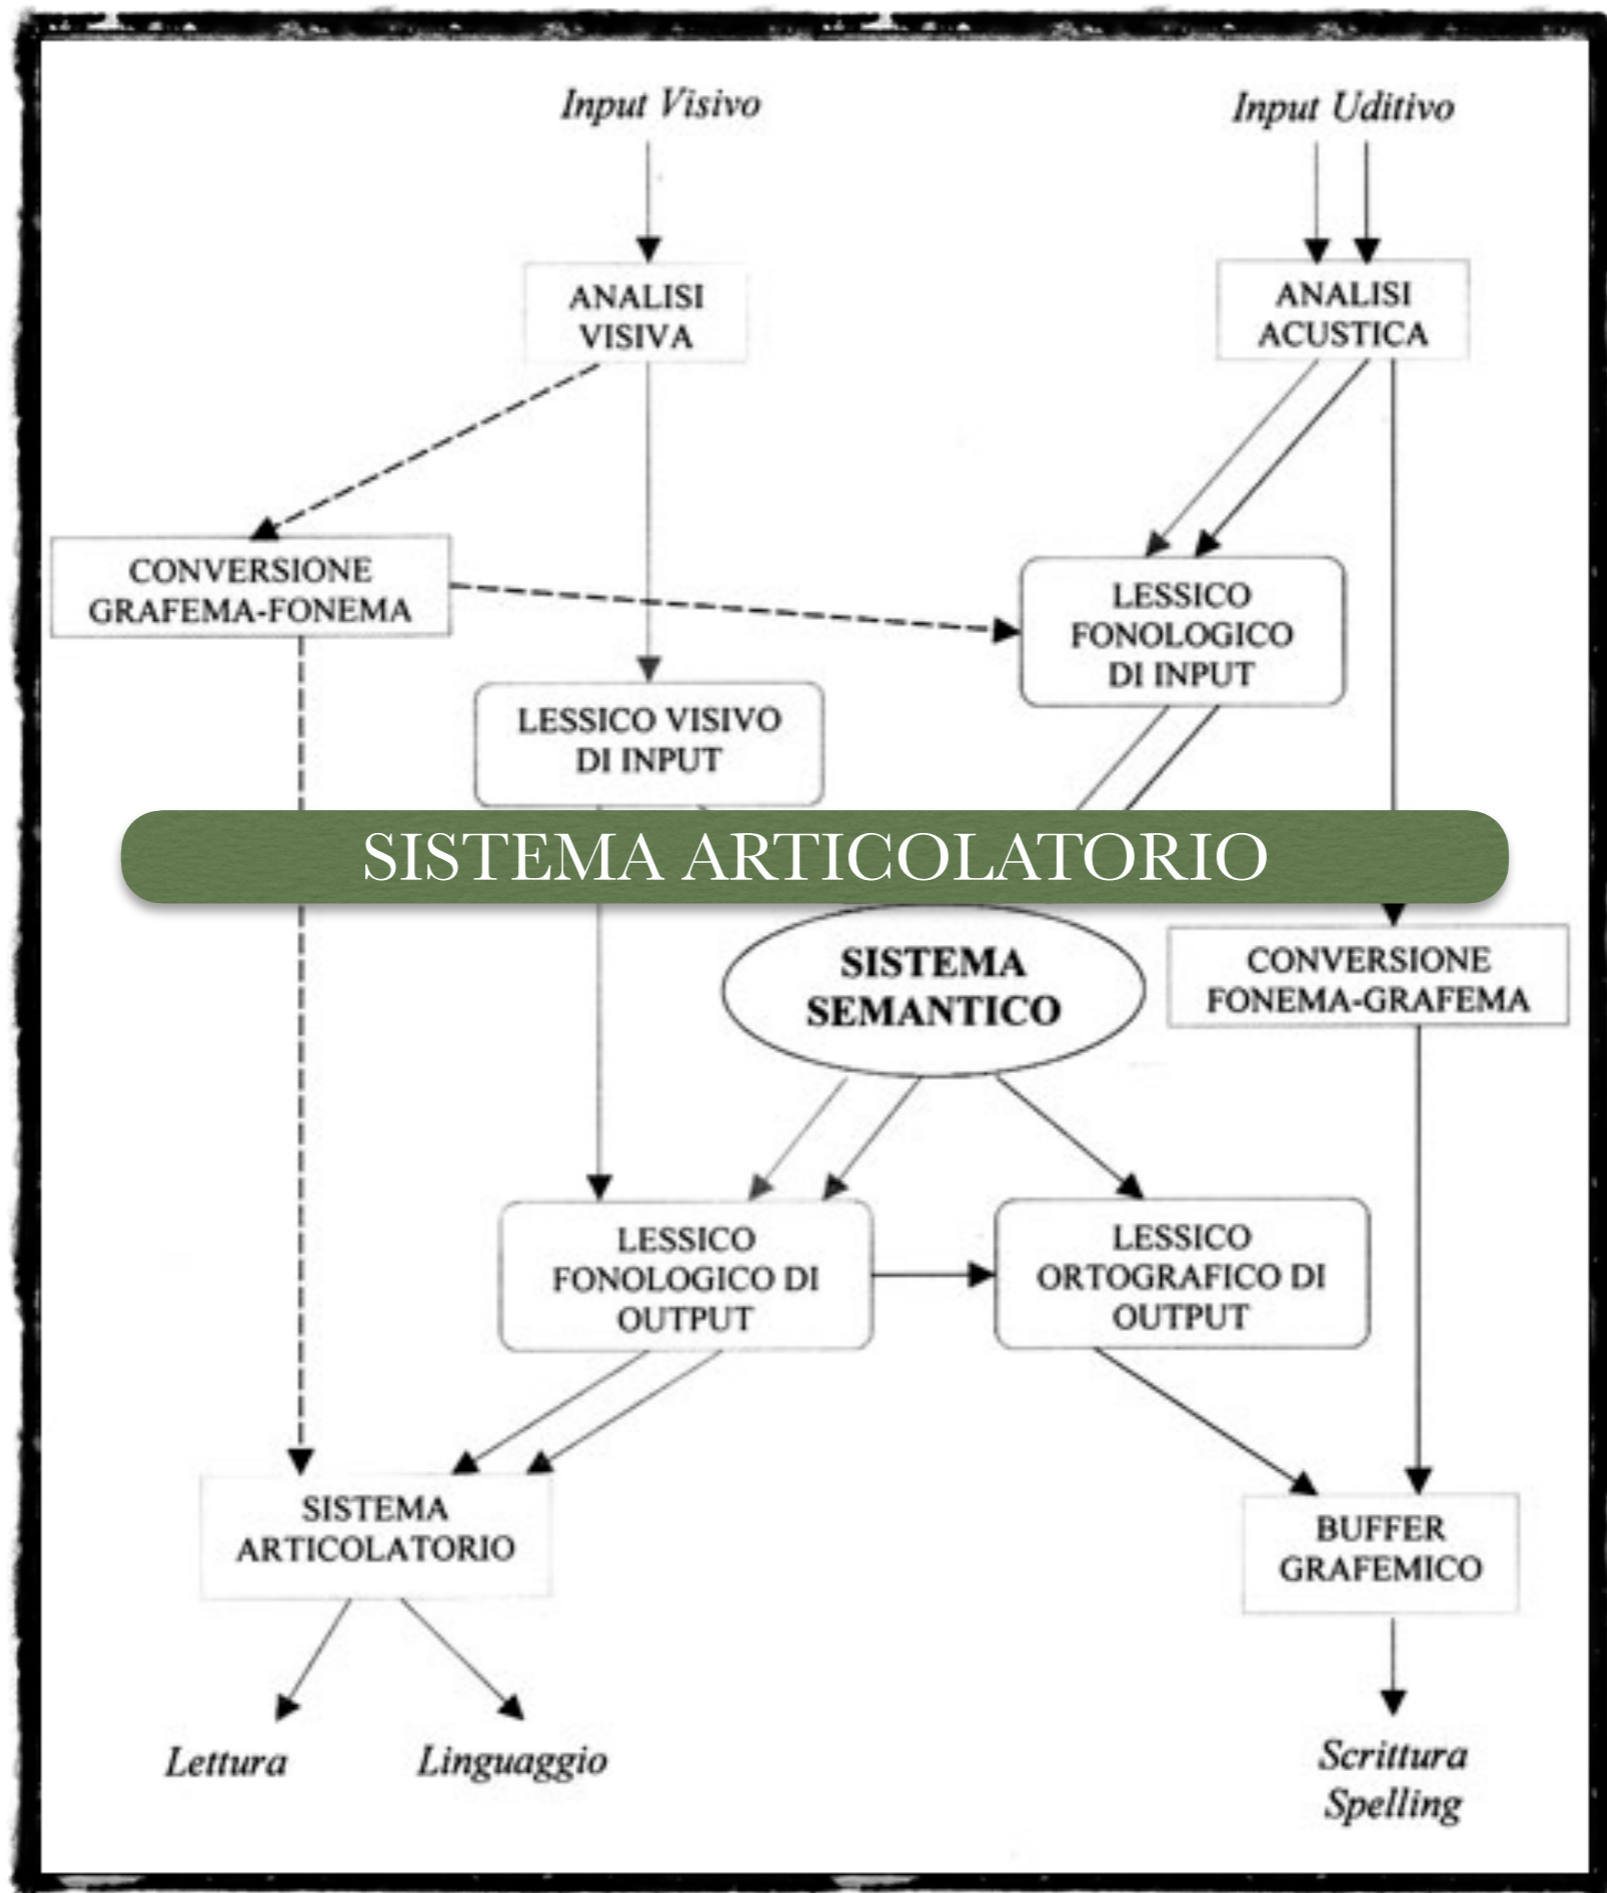 Input Visivo
Input Uditivo
ANALISI
VISIVA
ANALISI
ACUSTICA
CONVERSIONE
GRAFEMA-FONEMA
LESSICO
FONOLOGICO
DI INPUT
LESSICO VISIVO
DI INPUT
SISTEMA ARTICOLATORIO
SISTEMA
SEMANTICO
CONVERSIONE
FONEMA-GRAFEMA
LESSICO
FONOLOGICO DI
OUTPUT
LESSICO
ORTOGRAFICO DI
OUTPUT
SISTEMA
ARTICOLATORIO
BUFFER
GRAFEMICO
Lettura
Linguaggio
Scrittura
Spelling